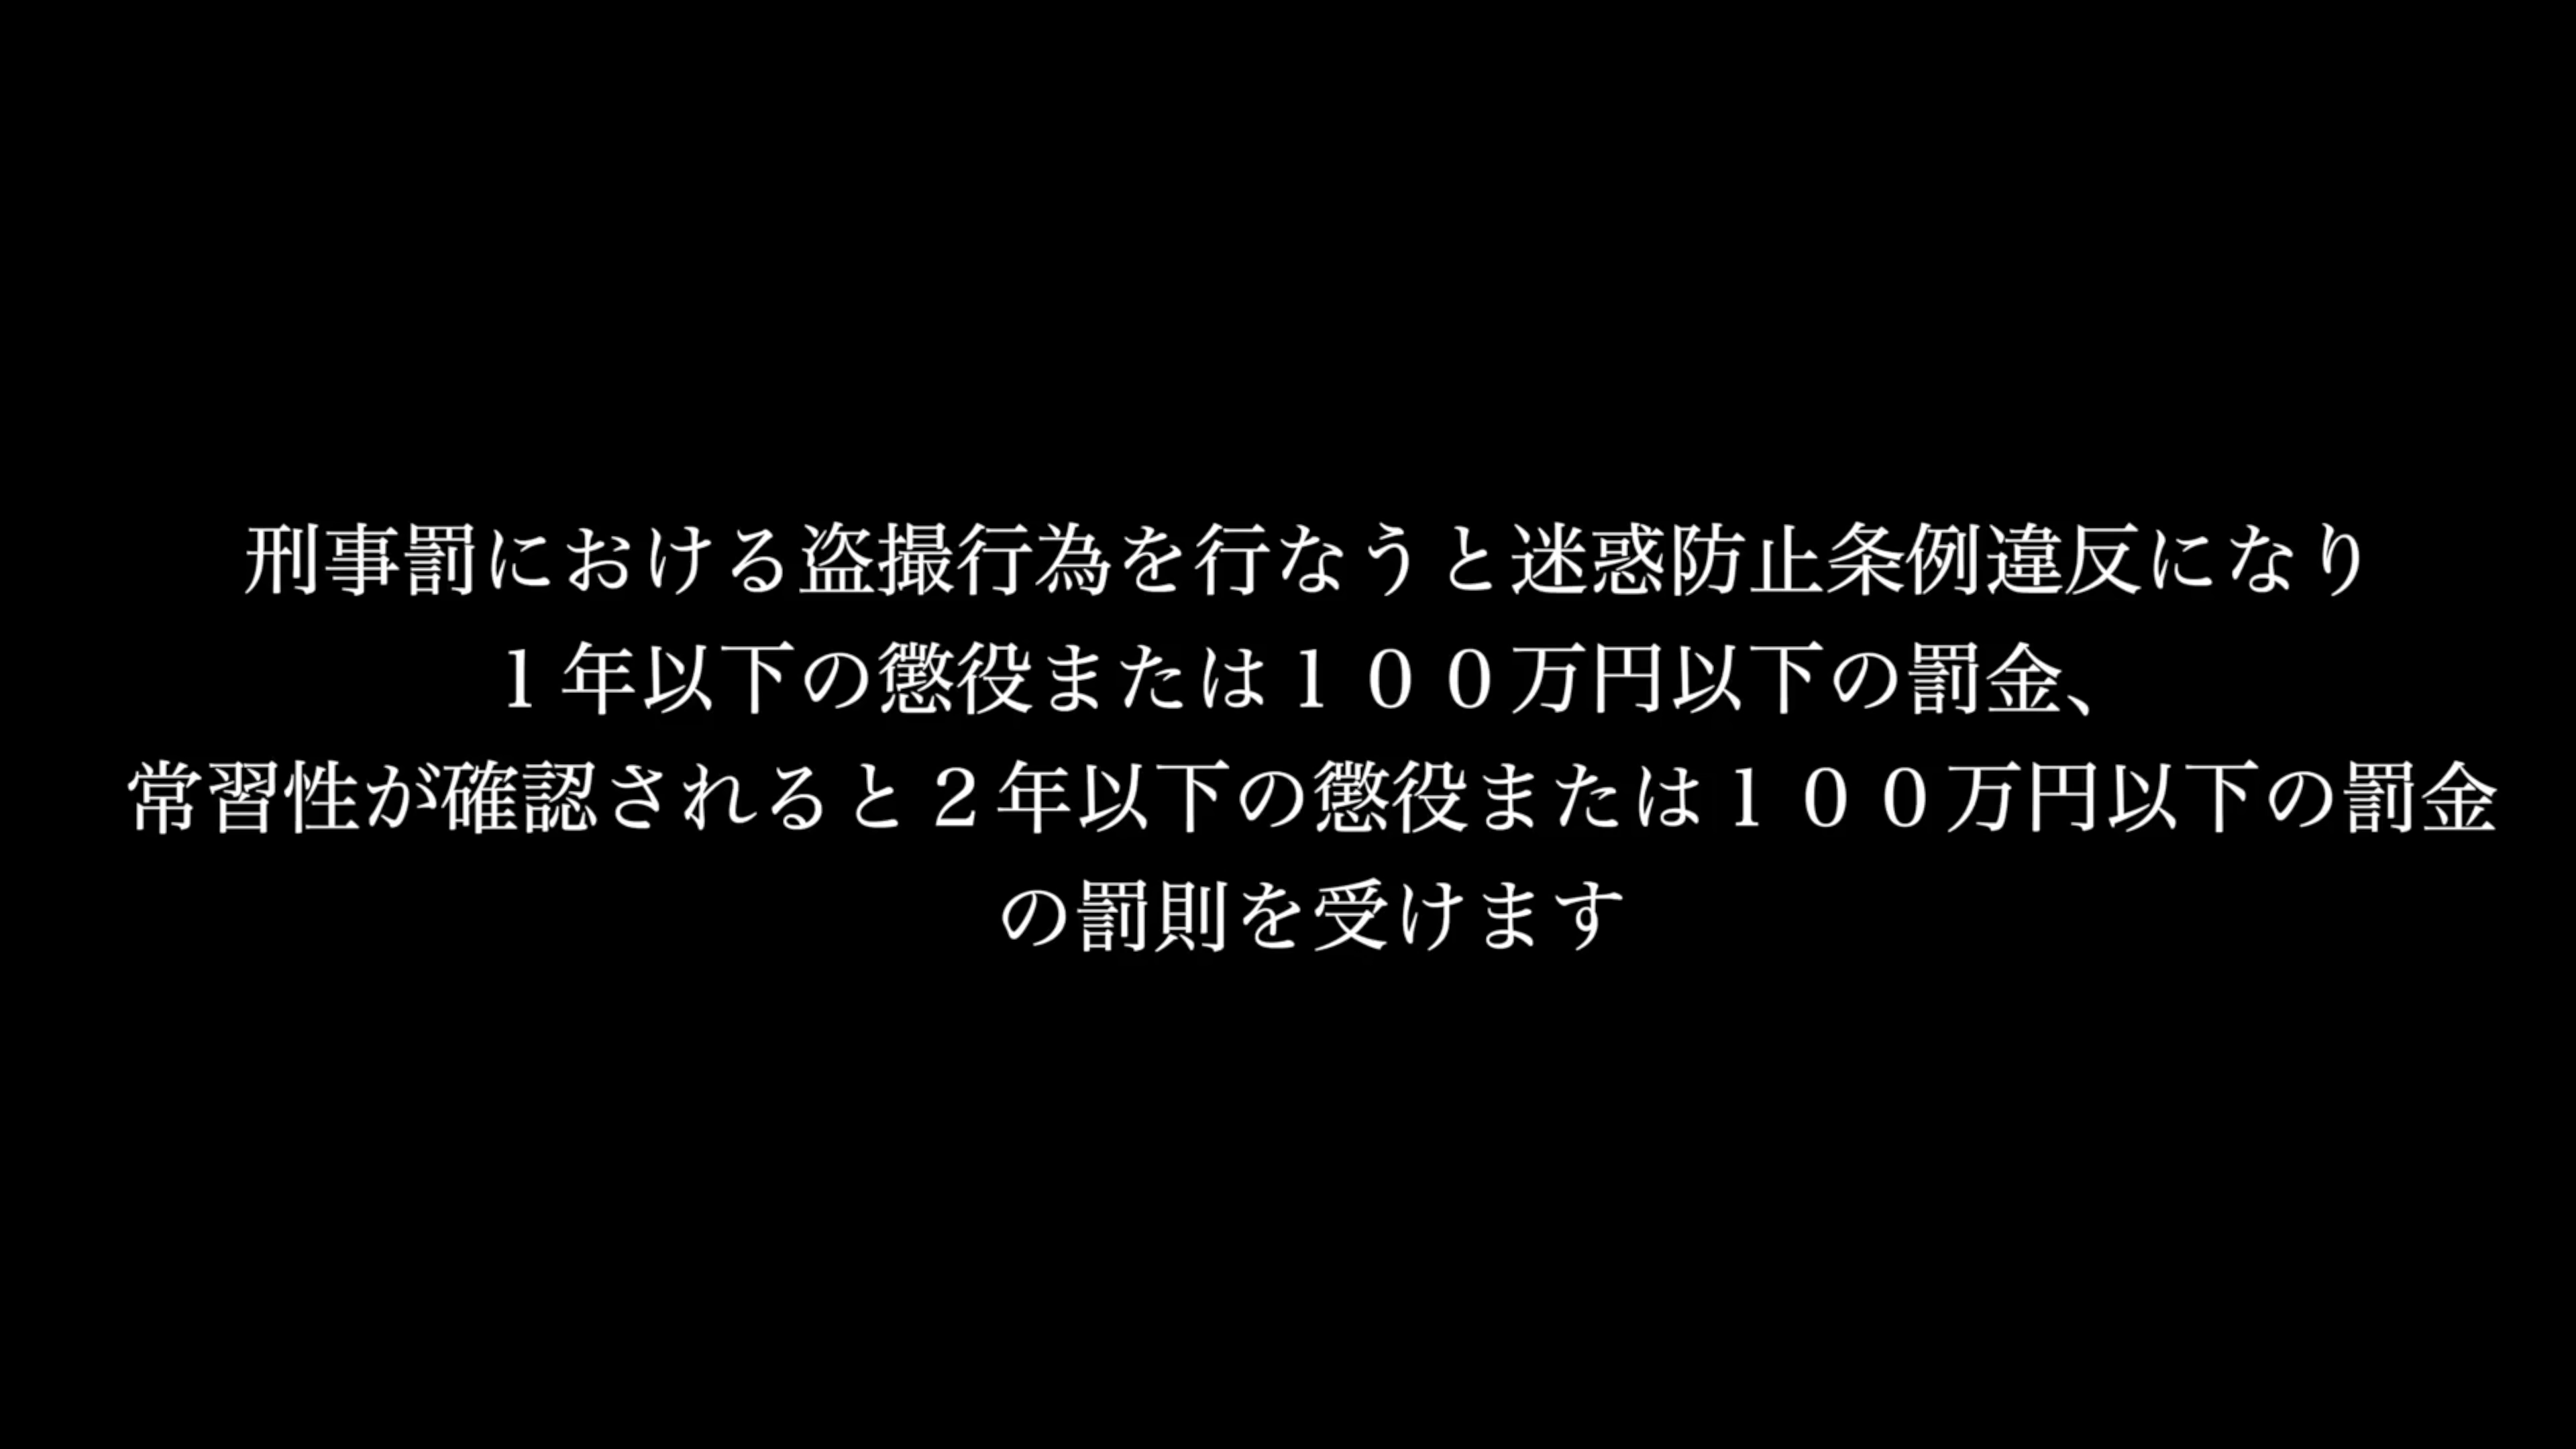 刑事罰における盗撮行為を行なうと迷惑防止条例違反になり
１年以下の懲役または１００万円以下の罰金、
常習性が確認されると２年以下の懲役または１００万円以下の罰金
の罰則を受けます